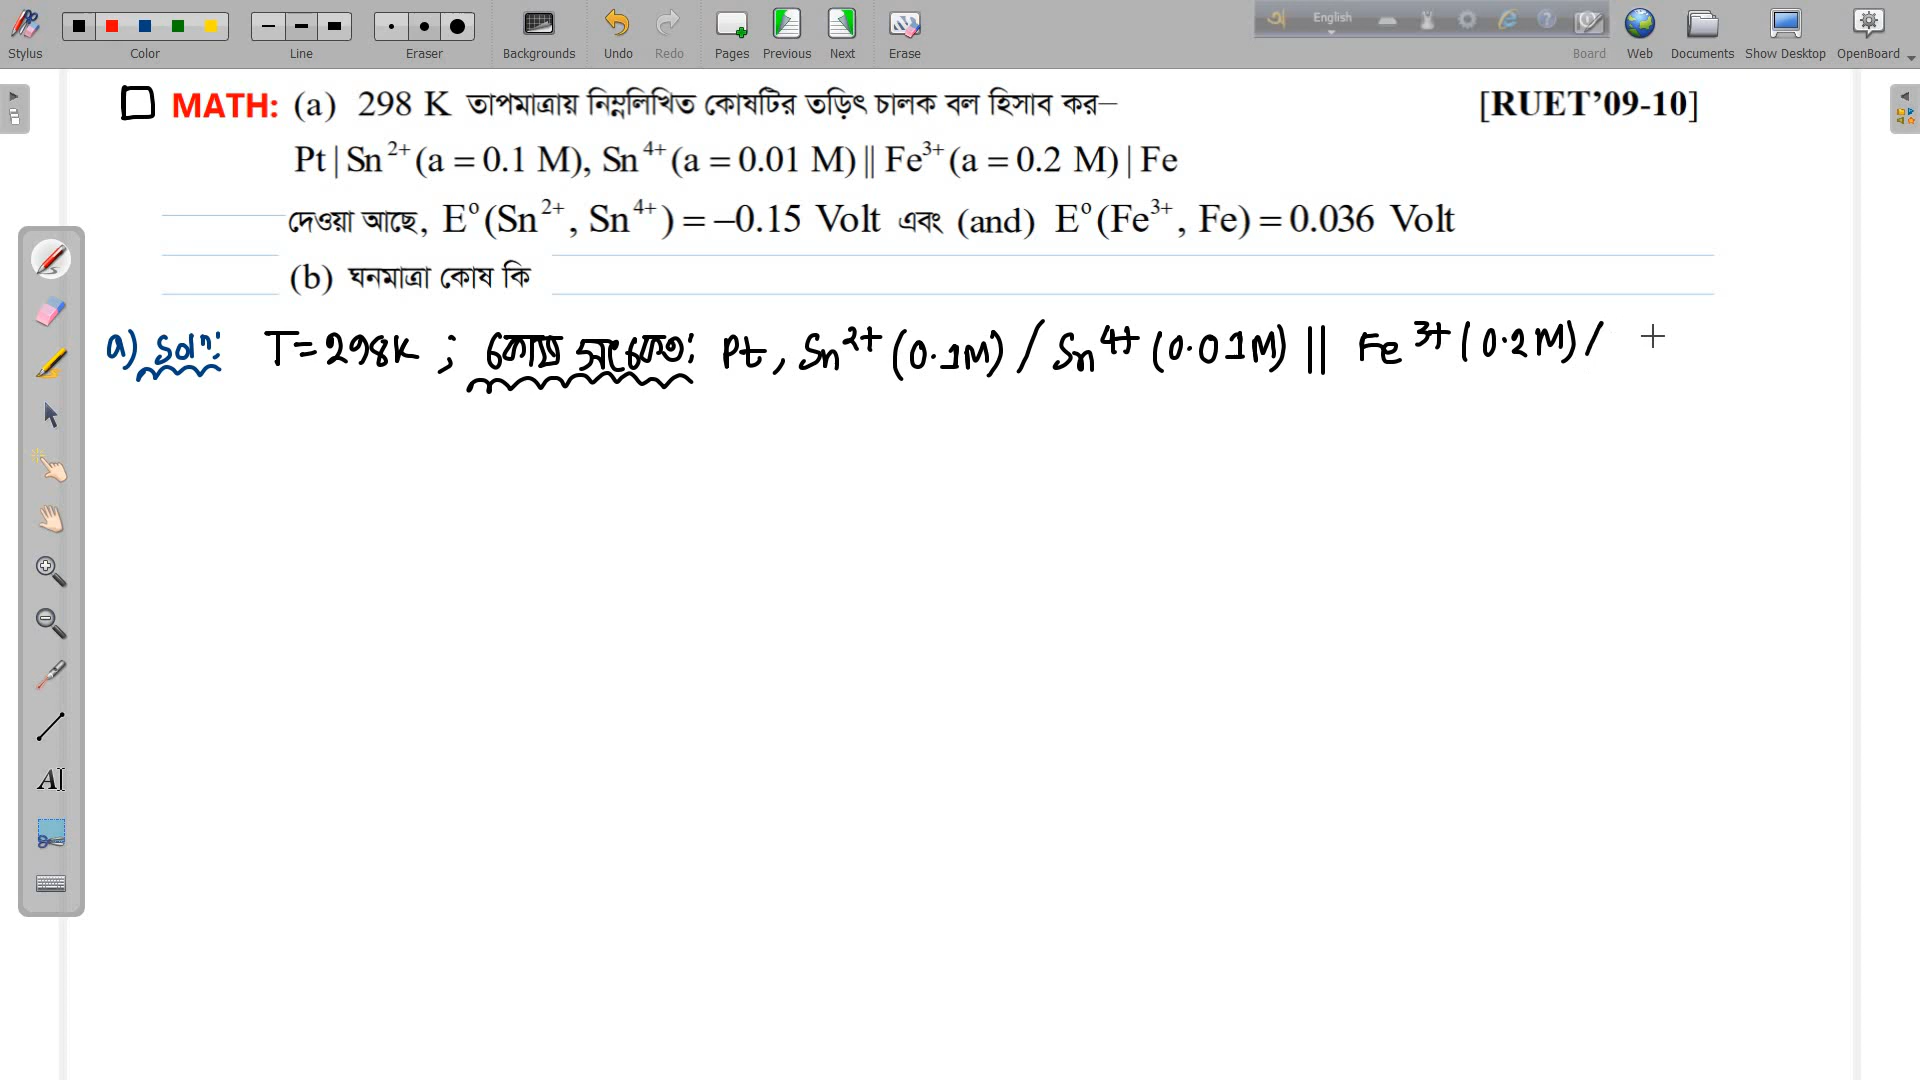 Stylus Color Line Eraser Backgrounds Undo Redo Pages Previous Next Erase English Board Web Documents Show Desktop OpenBoard
MATH: (a) 298 K তাপমাত্রায় নিম্নলিখিত কোষটির তড়িৎ চালক বল হিসাব কর– [RUET’09-10]
Pt | Sn²⁺ (a = 0.1 M), Sn⁴⁺ (a = 0.01 M) || Fe³⁺ (a = 0.2 M) | Fe
দেওয়া আছে, E° (Sn²⁺, Sn⁴⁺) = −0.15 Volt এবং (and) E° (Fe³⁺, Fe) = 0.036 Volt
(b) ঘনমাত্রা কোষ কি
a) Solⁿ: T = 298K ; কোষ সংকেত: Pt, Sn²⁺ (0.1M) / Sn⁴⁺ (0.01M) || Fe³⁺ (0.2M) /